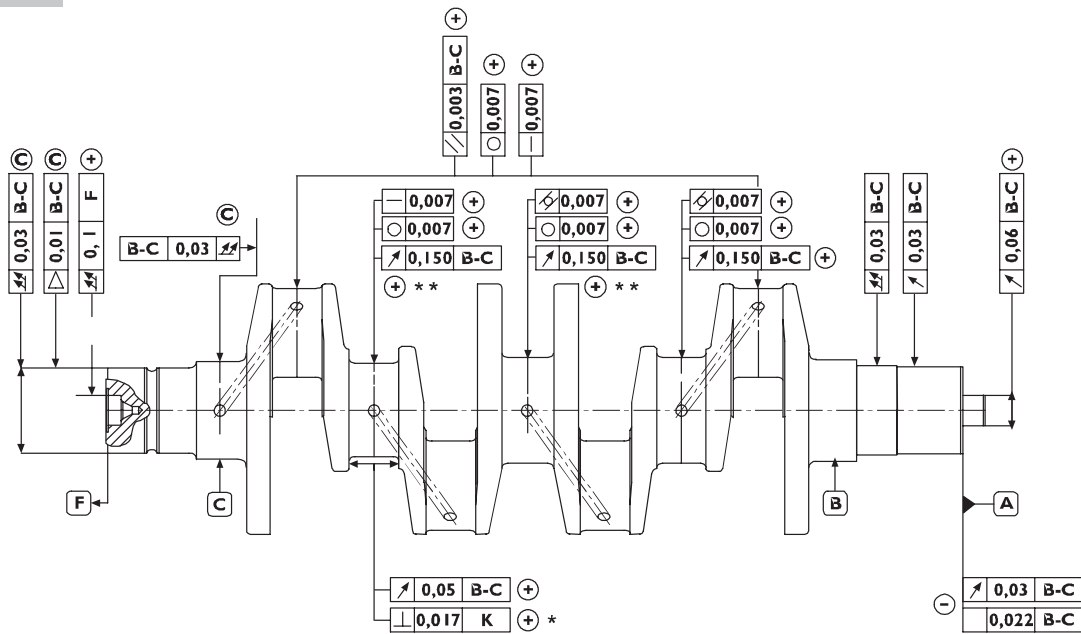 0,003 B-C
0,007
0,007
0,03 B-C
0,01 B-C
0,1 F
C
C
C
B-C 0,03
0,007
0,007
0,150 B-C
* *
0,007
0,007
0,150 B-C
* *
0,007
0,007
0,150 B-C
0,03 B-C
0,03 B-C
0,06 B-C
F
C
B
A
0,05 B-C
0,017 K
*
0,03 B-C
0,022 B-C